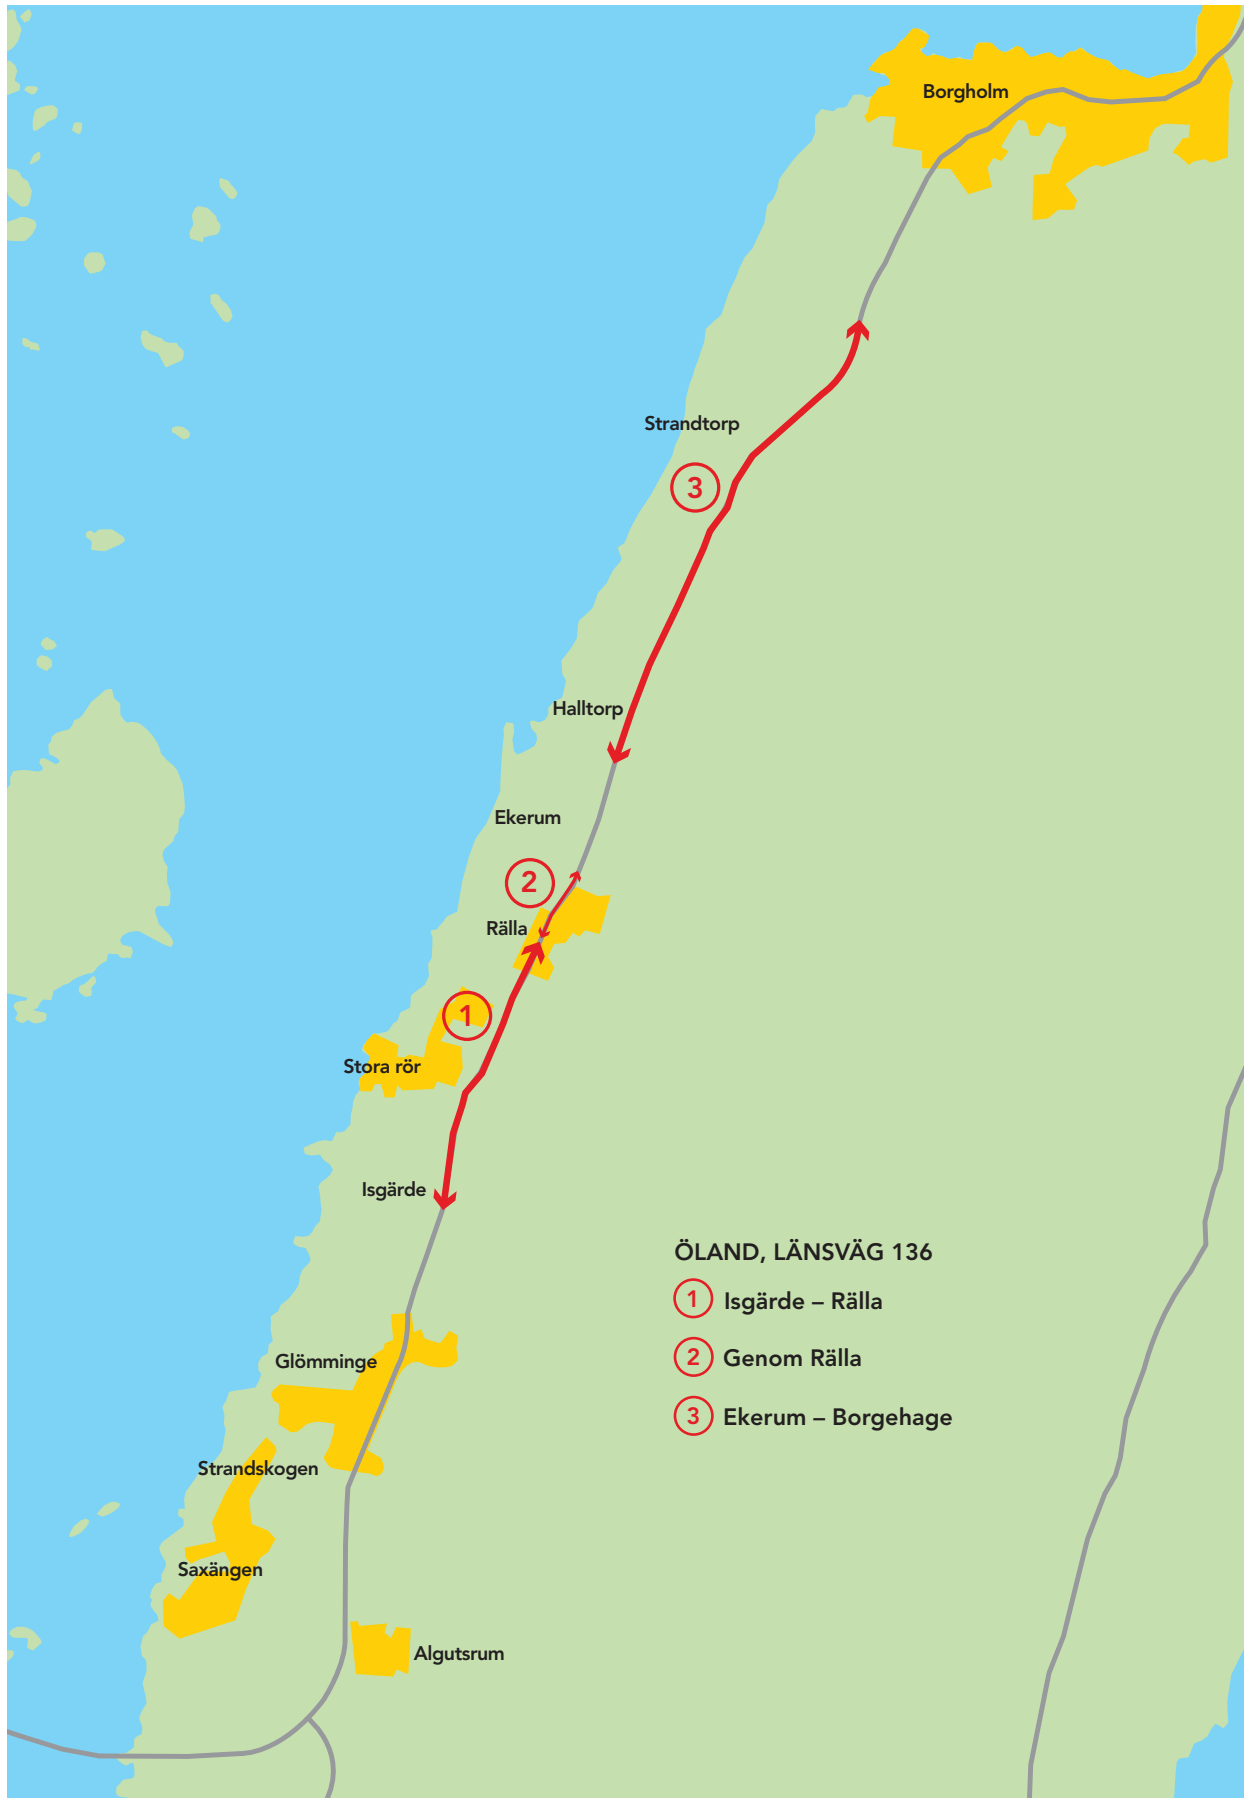 Borgholm
Strandtorp
3
Halltorp
Ekerum
2
Rälla
1
Stora rör
Isgärde
ÖLAND, LÄNSVÄG 136
1 Isgärde – Rälla
2 Genom Rälla
3 Ekerum – Borgehage
Glömminge
Strandskogen
Saxängen
Algutsrum